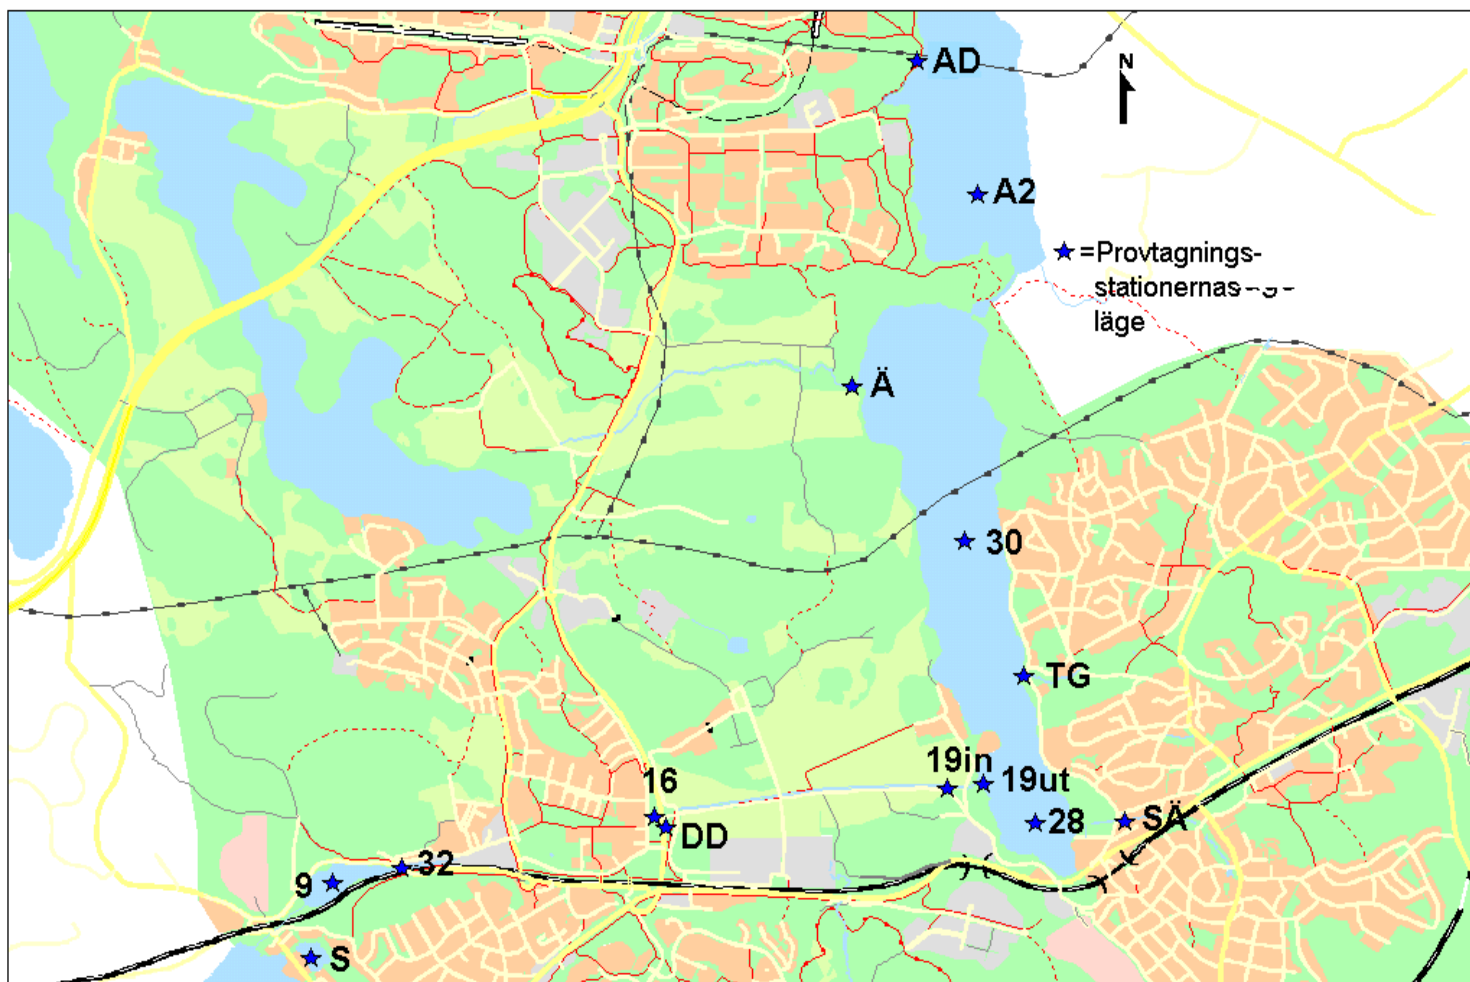 AD
N
A2
=Provtagnings-
stationernas
läge
Ä
30
TG
19in
19ut
16
28
SÄ
DD
32
9
S